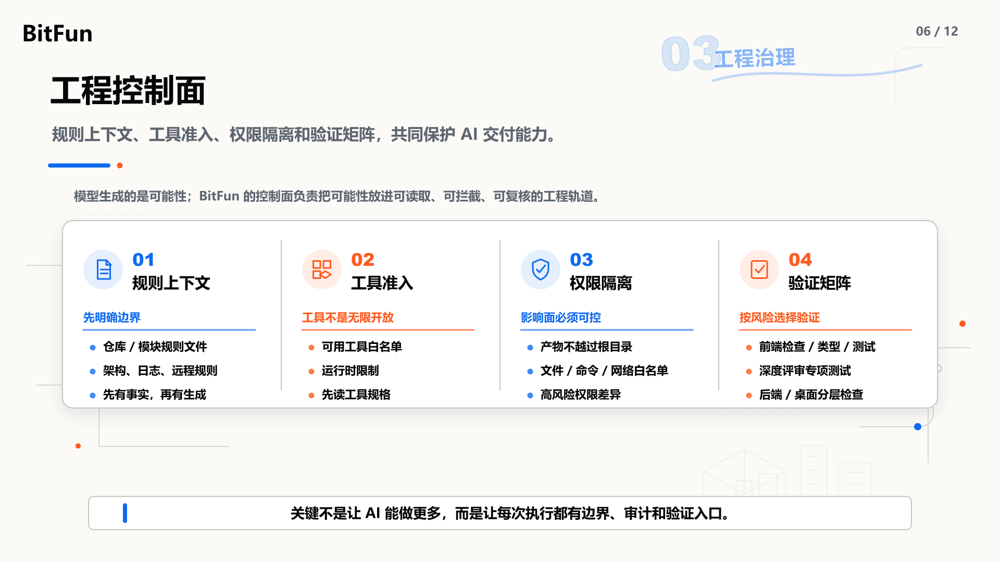 BitFun
06 / 12
03 工程治理
工程控制面
规则上下文、工具准入、权限隔离和验证矩阵，共同保护 AI 交付能力。
模型生成的是可能性；BitFun 的控制面负责把可能性放进可读取、可拦截、可复核的工程轨道。
01
规则上下文
先明确边界
仓库 / 模块规则文件
架构、日志、远程规则
先有事实，再有生成
02
工具准入
工具不是无限开放
可用工具白名单
运行时限制
先读工具规格
03
权限隔离
影响面必须可控
产物不越过根目录
文件 / 命令 / 网络白名单
高风险权限差异
04
验证矩阵
按风险选择验证
前端检查 / 类型 / 测试
深度评审专项测试
后端 / 桌面分层检查
关键不是让 AI 能做更多，而是让每次执行都有边界、审计和验证入口。